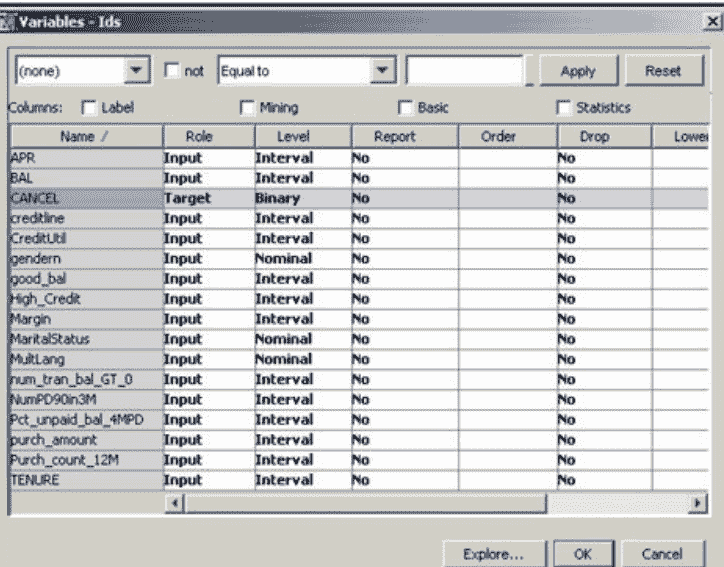 Variables - Ids
(none) not Equal to Apply Reset
Columns: Label Mining Basic Statistics
Name / Role Level Report Order Drop Lower
APR Input Interval No No
BAL Input Interval No No
CANCEL Target Binary No No
creditline Input Interval No No
CreditUtil Input Interval No No
gendern Input Nominal No No
good_bal Input Interval No No
High_Credit Input Interval No No
Margin Input Interval No No
MaritalStatus Input Nominal No No
MultLang Input Nominal No No
num_tran_bal_GT_0 Input Interval No No
NumPD90in3M Input Interval No No
Pct_unpaid_bal_4MPD Input Interval No No
purch_amount Input Interval No No
Purch_count_12M Input Interval No No
TENURE Input Interval No No
Explore... OK Cancel